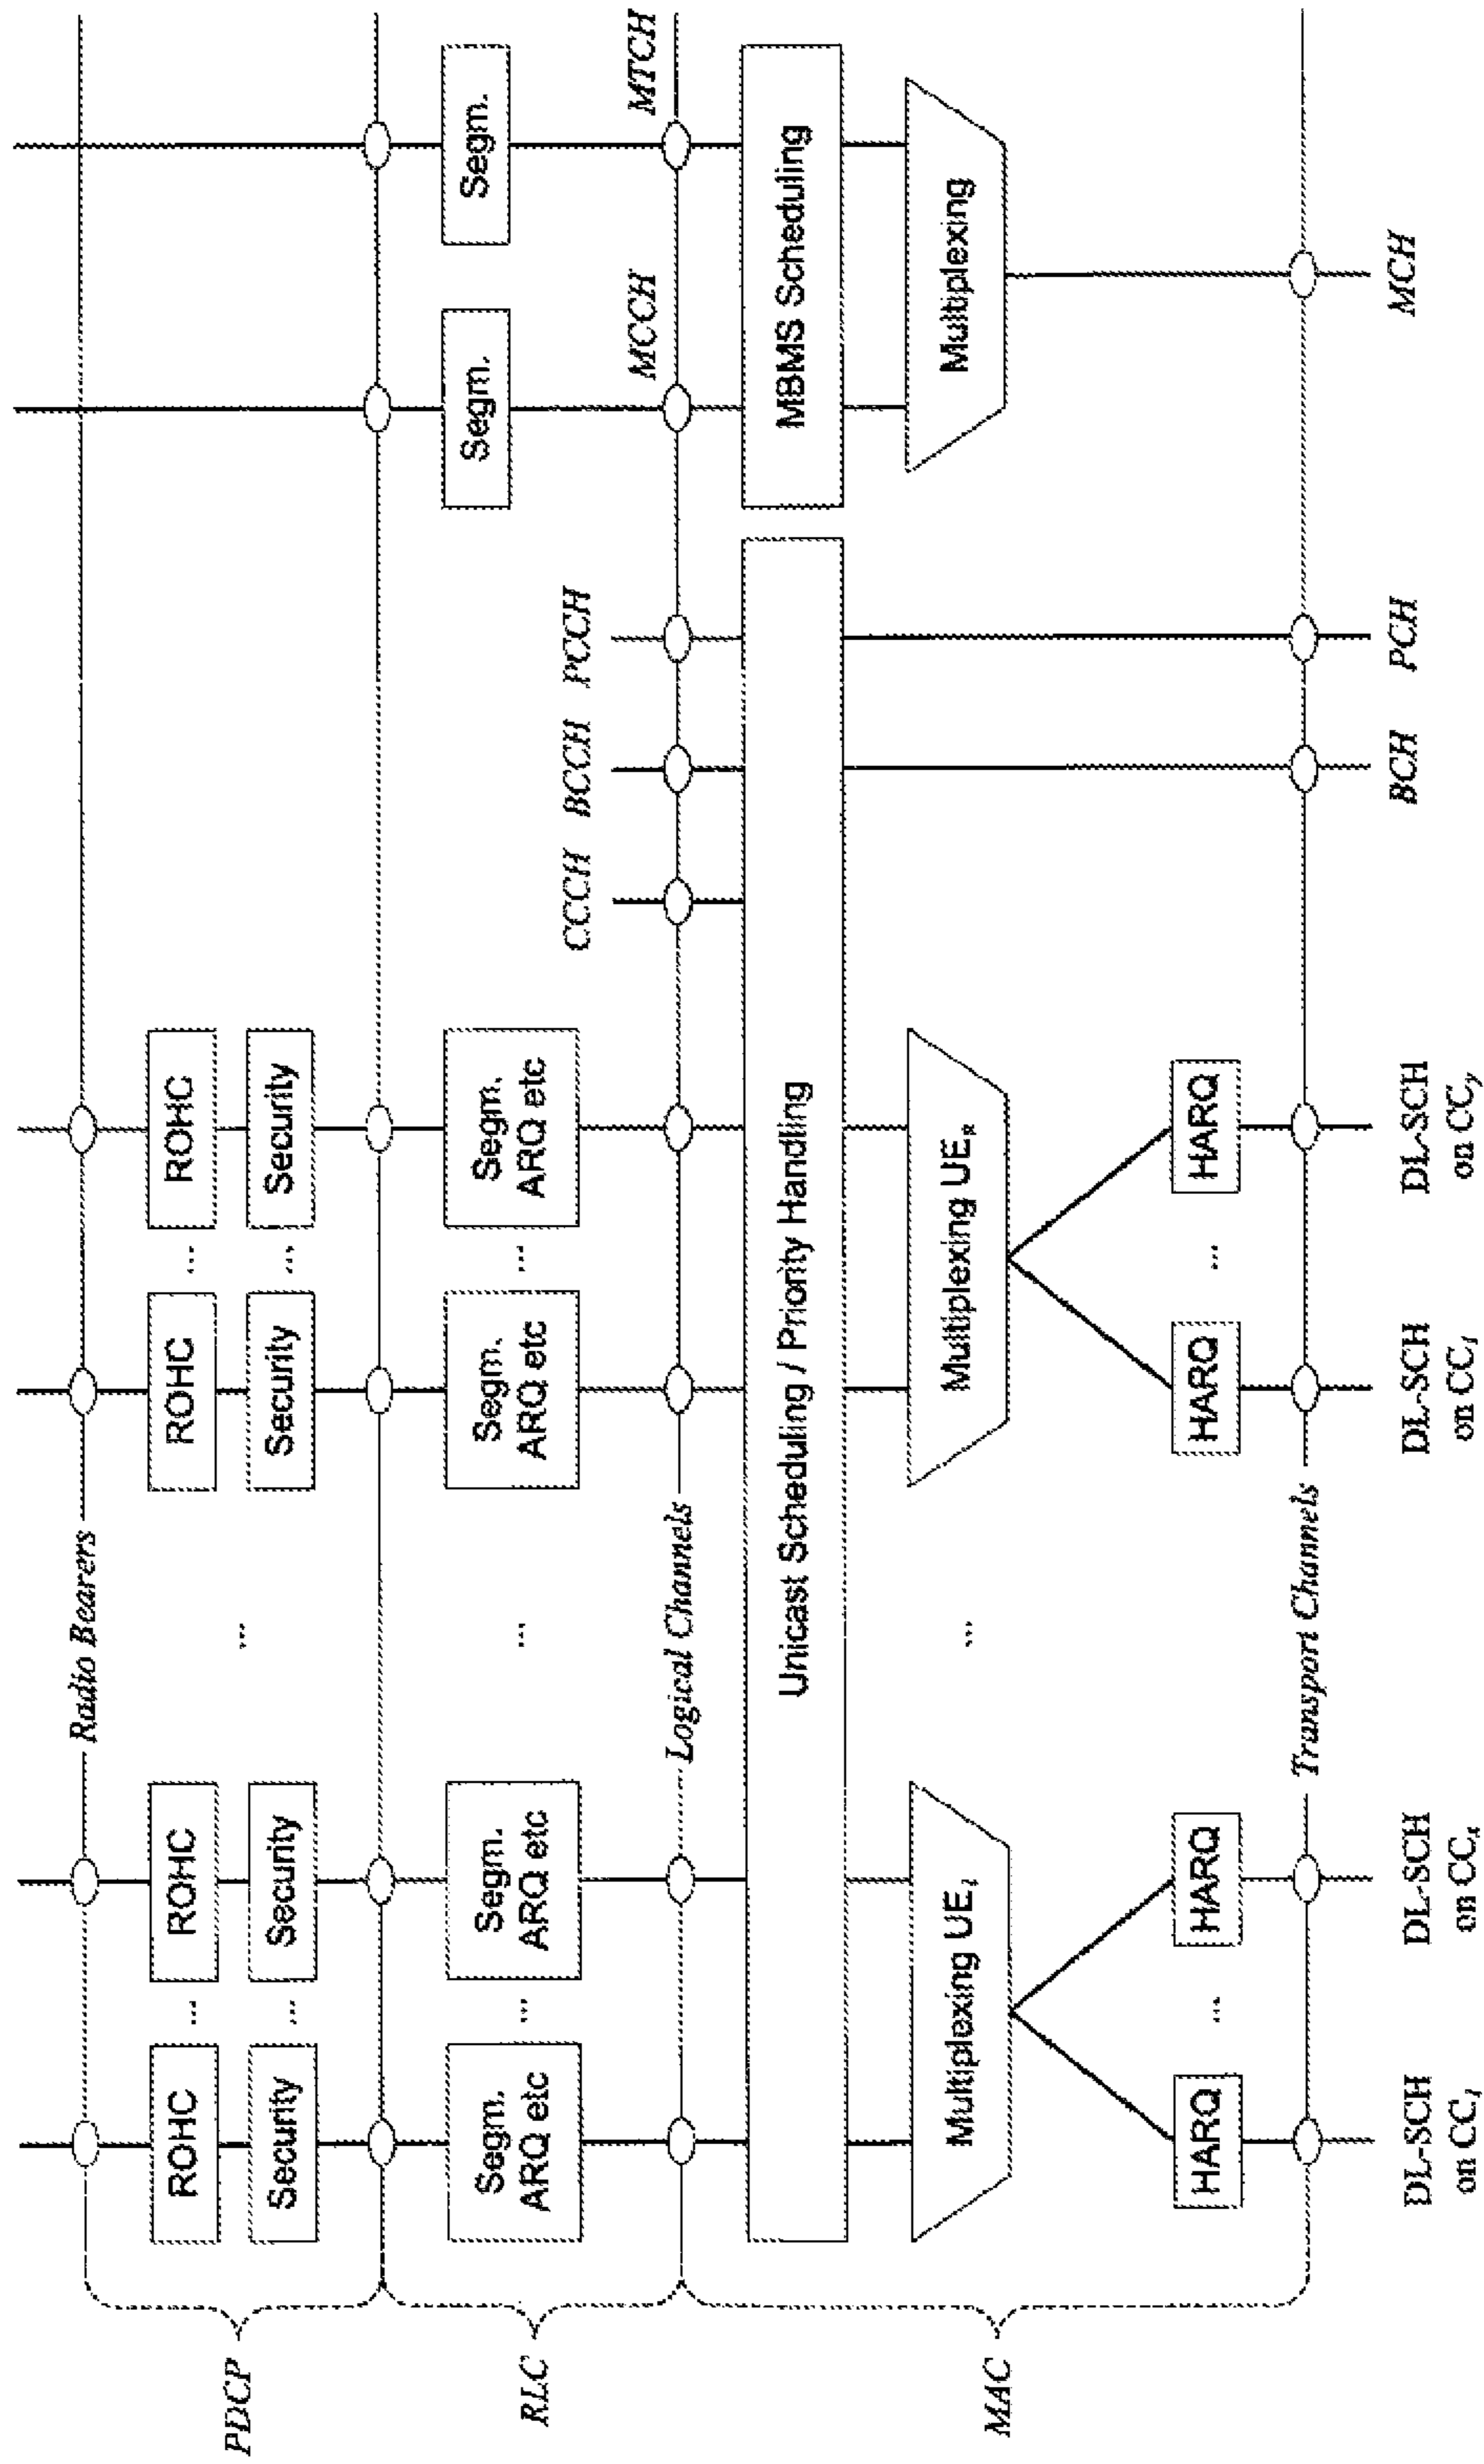 Radio Bearers
PDCP
ROHC
...
ROHC
ROHC
...
ROHC
...
Security
...
Security
Security
...
Security
RLC
Segm.
ARQ etc
...
Segm.
ARQ etc
...
Segm.
ARQ etc
...
Segm.
ARQ etc
Segm.
Segm.
Logical Channels
CCCH
BCCH
PCCH
MCCH
MTCH
MAC
Unicast Scheduling / Priority Handling
MBMS Scheduling
Multiplexing UE₁
...
Multiplexing UEₙ
Multiplexing
HARQ
...
HARQ
HARQ
...
HARQ
Transport Channels
DL-SCH
on CC₁
DL-SCH
on CCₓ
DL-SCH
on CC₁
DL-SCH
on CCy
BCH
PCH
MCH